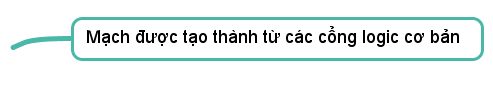 Mạch được tạo thành từ các cổng logic cơ bản